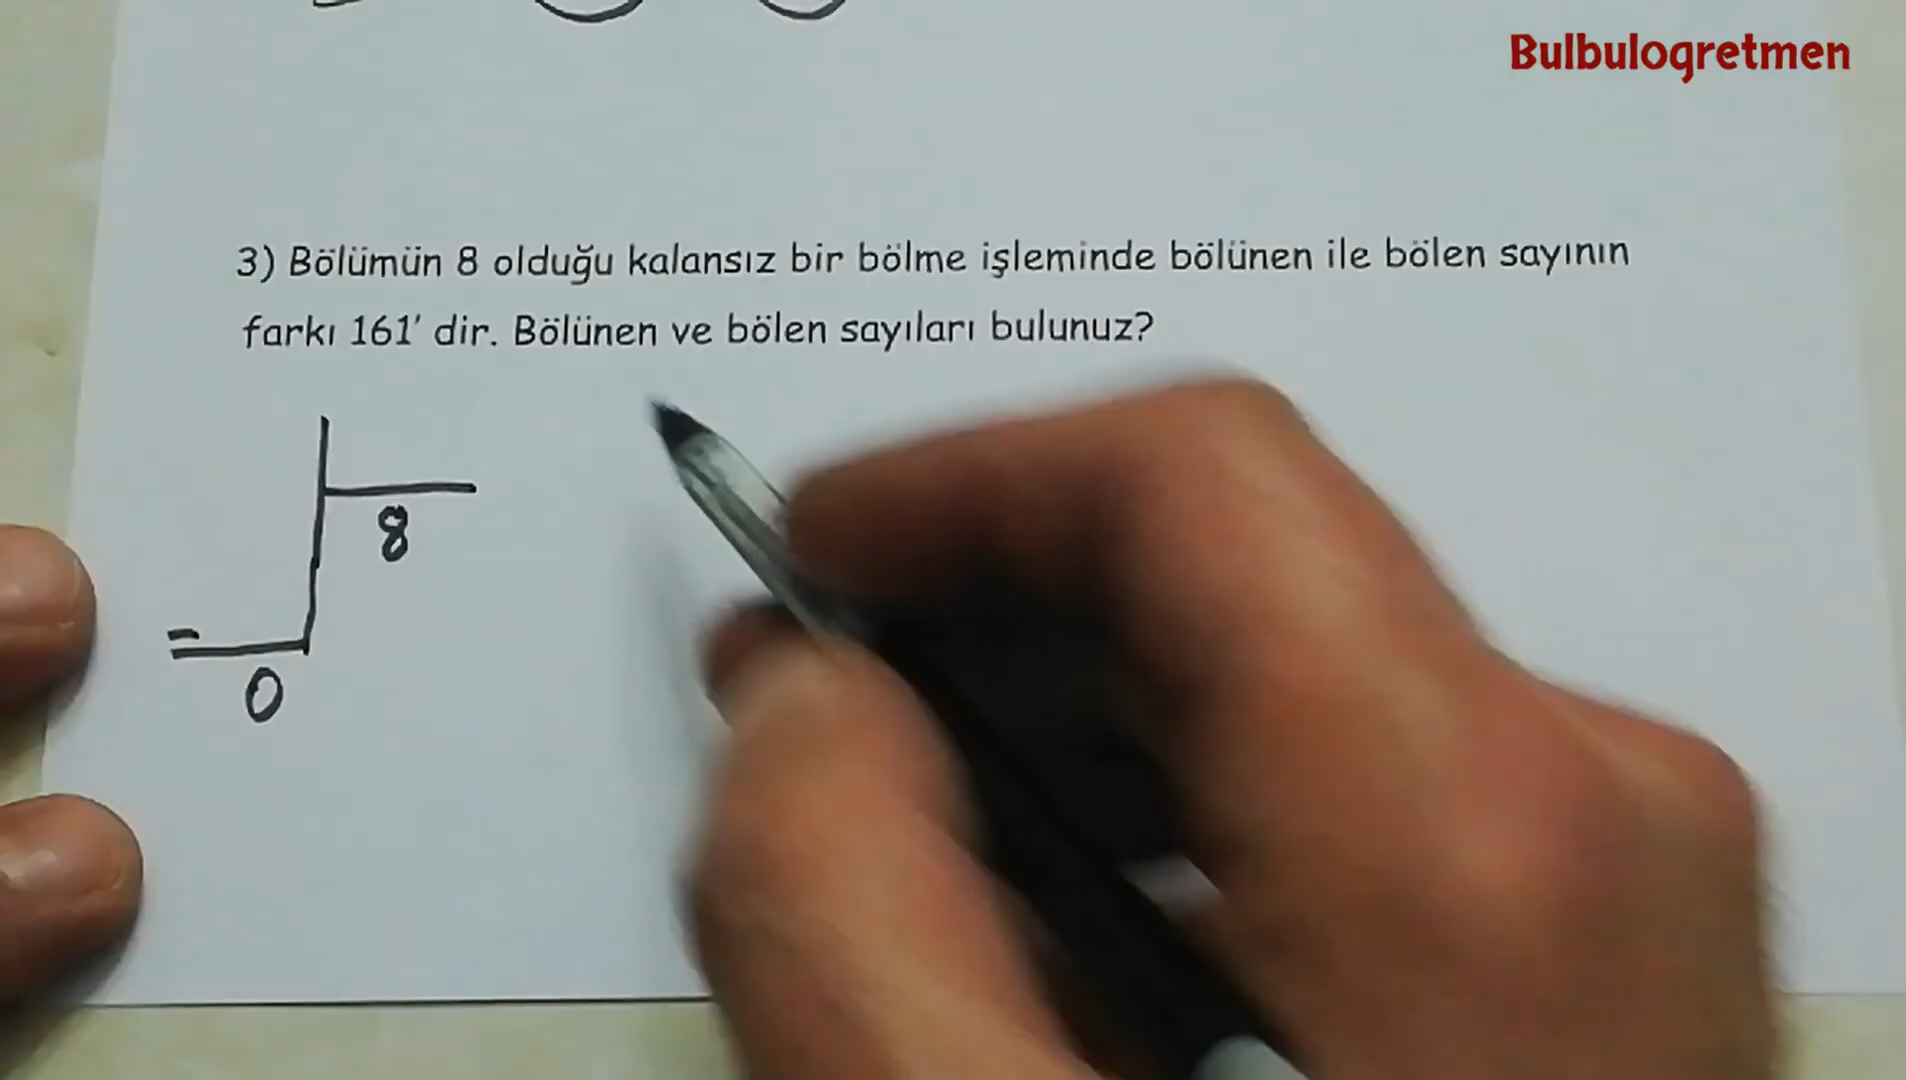 Bulbulogretmen
3) Bölümün 8 olduğu kalansız bir bölme işleminde bölünen ile bölen sayının
farkı 161' dir. Bölünen ve bölen sayıları bulunuz?
8
0